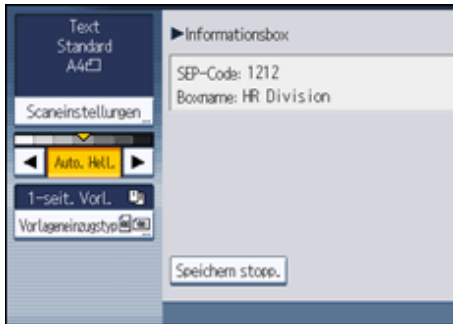 Text
Standard
A4
Scaneinstellungen
Auto. Hell.
1-seit. Vorl.
Vorlageneinzugstyp
►Informationsbox
SEP-Code: 1212
Boxname: HR Division
Speichern stopp.